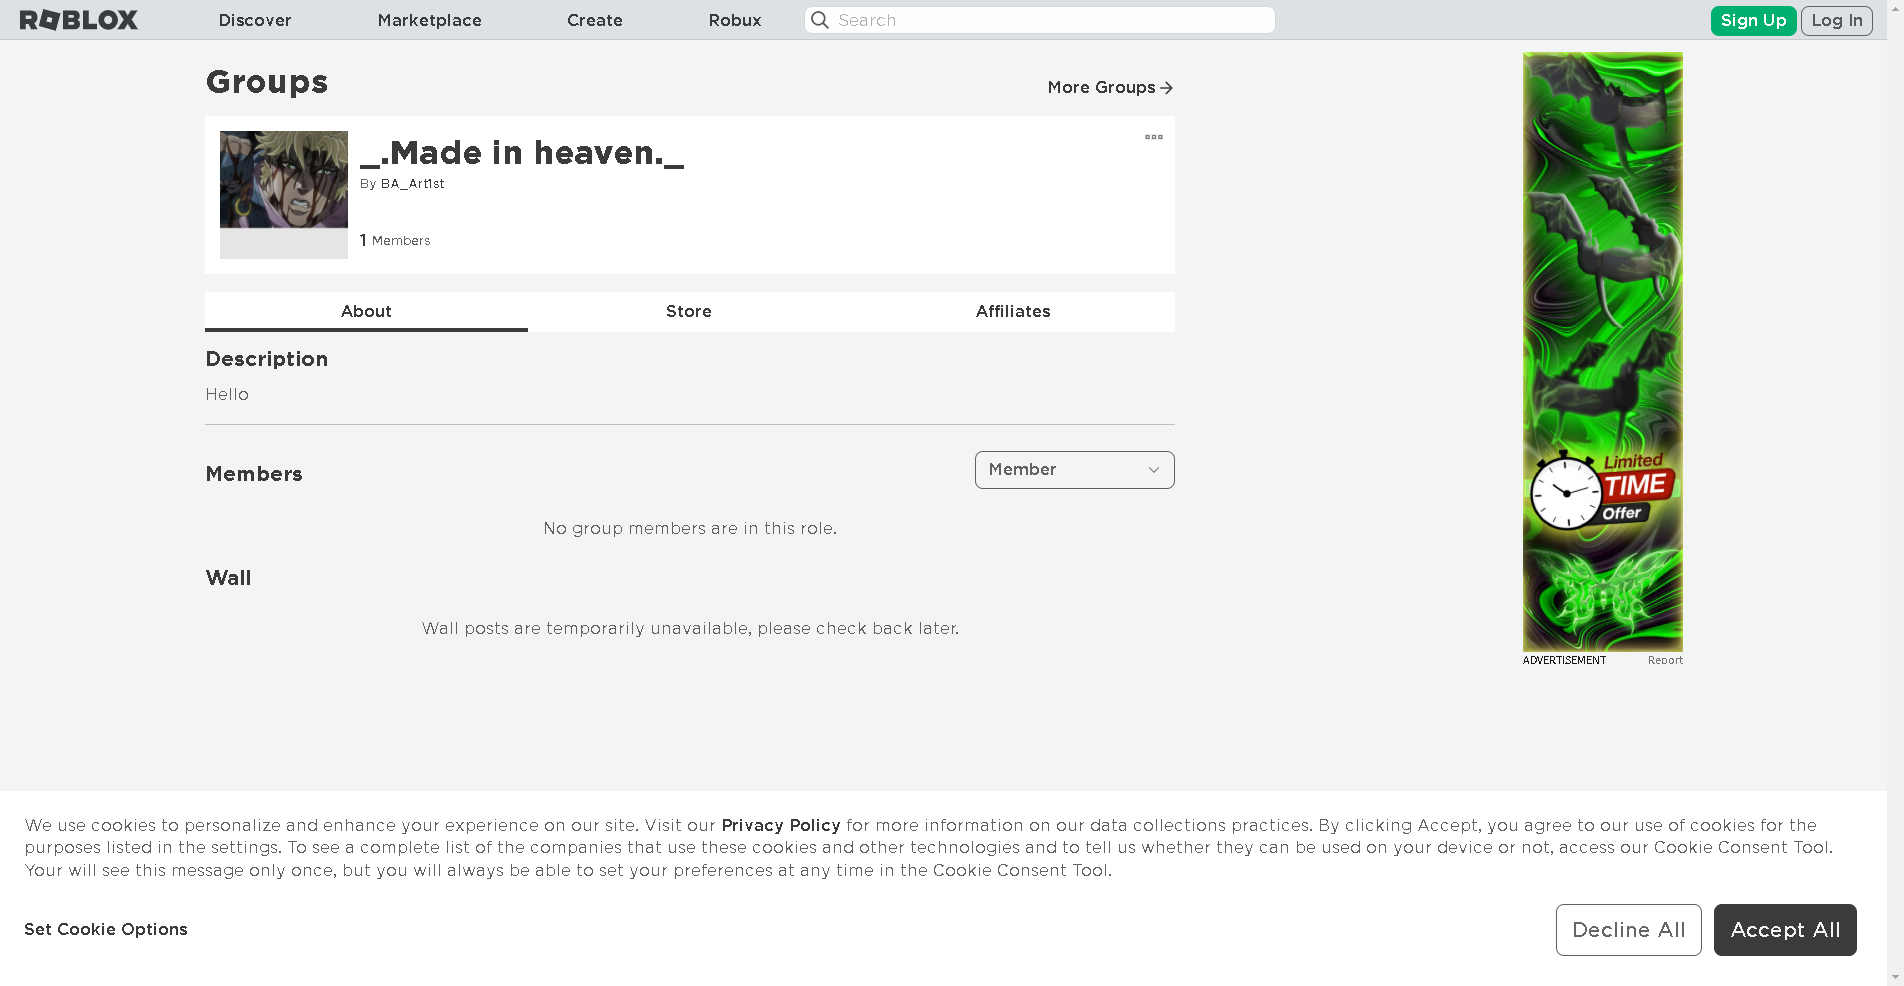 ROBLOX Discover Marketplace Create Robux Search Sign Up Log In
Groups
More Groups
_.Made in heaven._
By BA_Art1st
1 Members
About Store Affiliates
Description
Hello
Members
Member
No group members are in this role.
Wall
Wall posts are temporarily unavailable, please check back later.
Limited
TIME
Offer
ADVERTISEMENT Report
We use cookies to personalize and enhance your experience on our site. Visit our Privacy Policy for more information on our data collections practices. By clicking Accept, you agree to our use of cookies for the
purposes listed in the settings. To see a complete list of the companies that use these cookies and other technologies and to tell us whether they can be used on your device or not, access our Cookie Consent Tool.
Your will see this message only once, but you will always be able to set your preferences at any time in the Cookie Consent Tool.
Set Cookie Options
Decline All Accept All